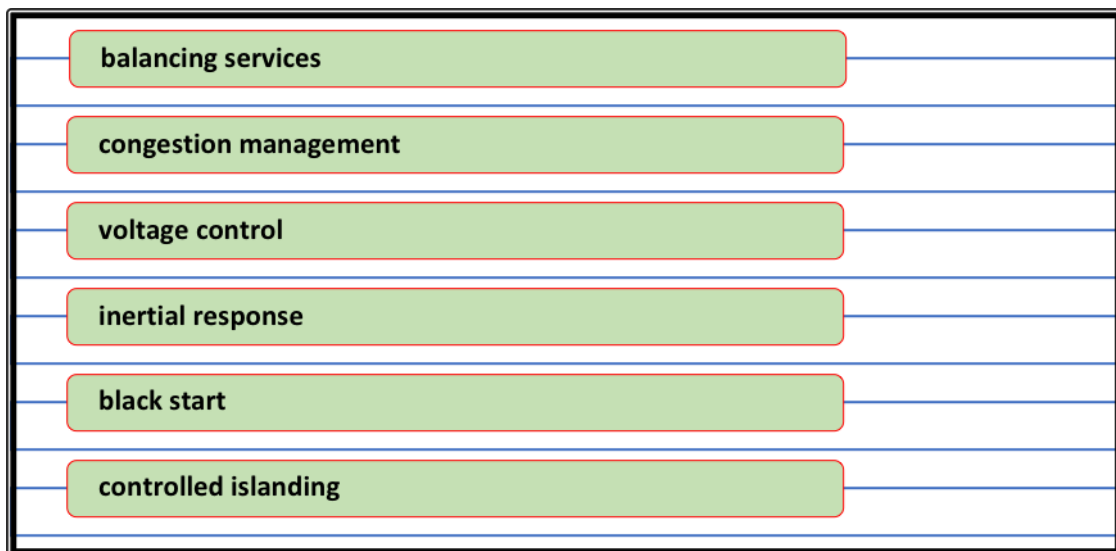 balancing services
congestion management
voltage control
inertial response
black start
controlled islanding